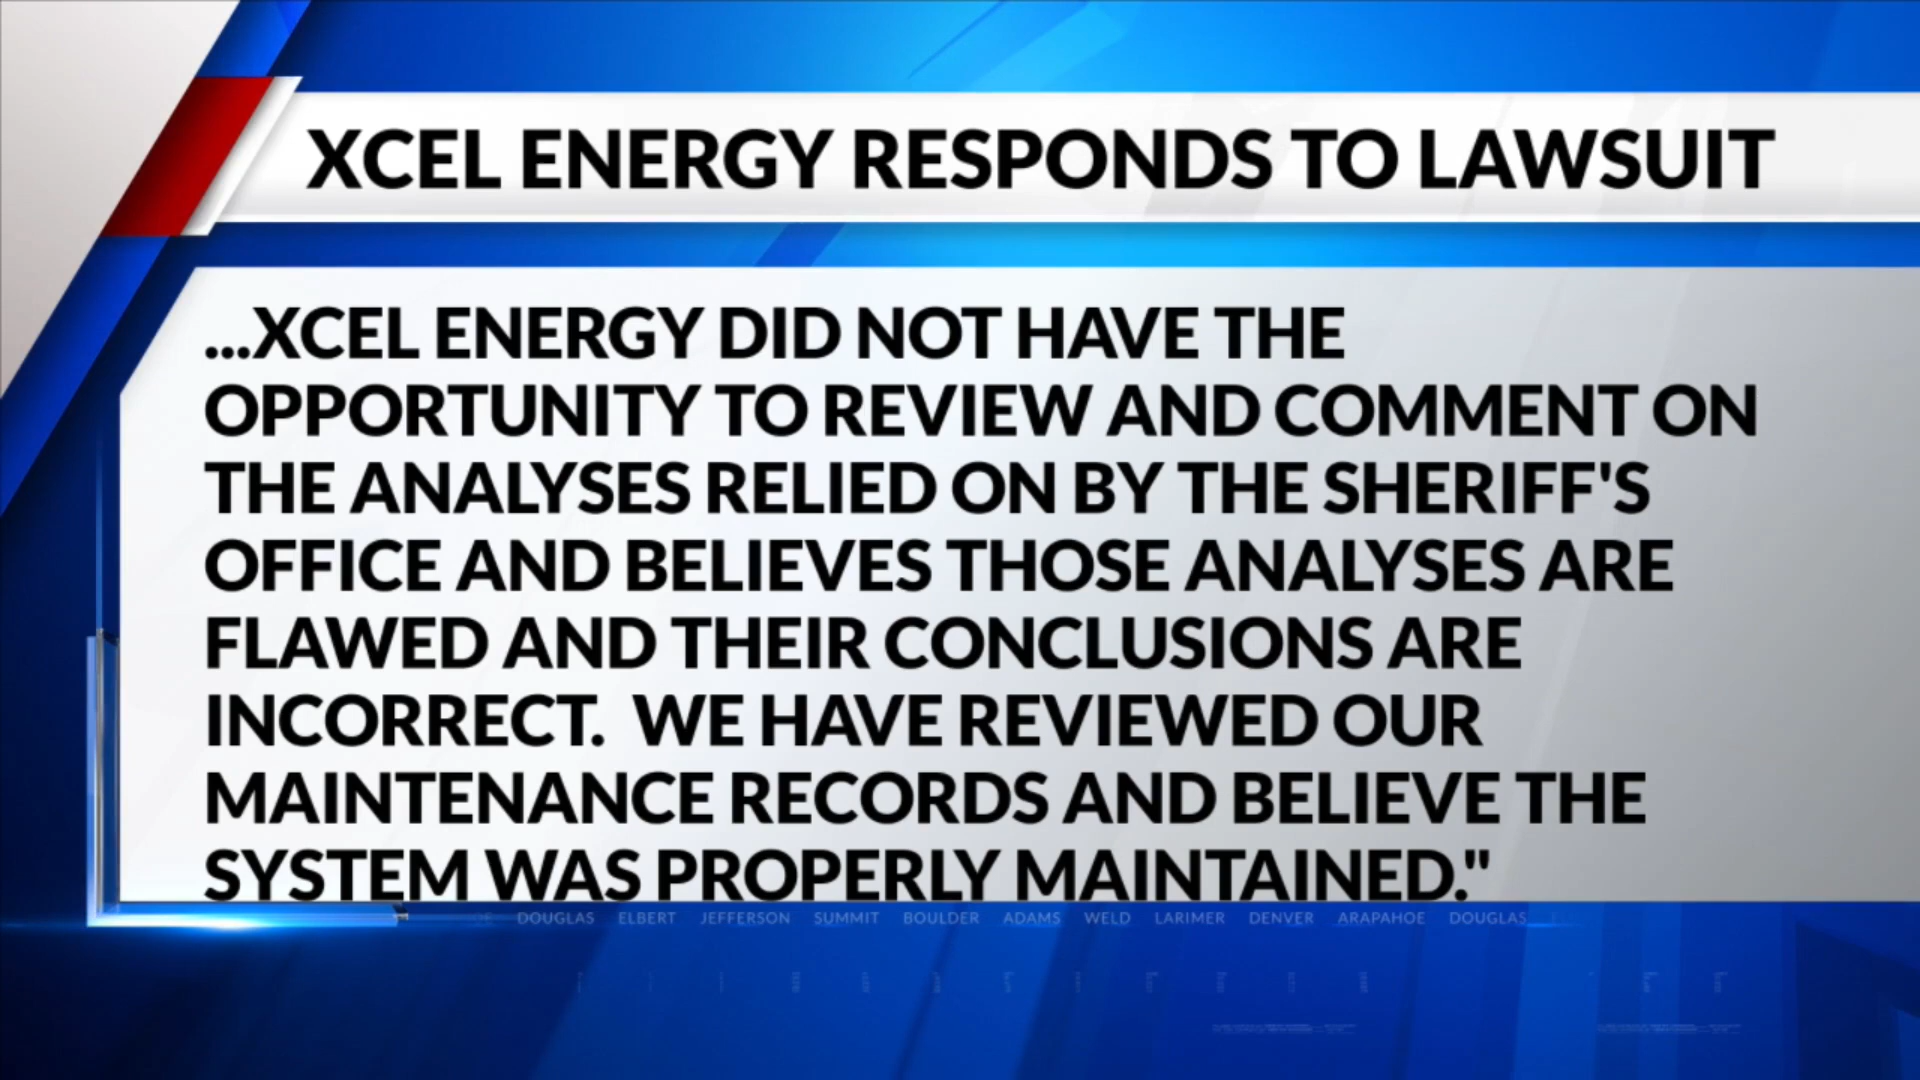 XCEL ENERGY RESPONDS TO LAWSUIT
...XCEL ENERGY DID NOT HAVE THE
OPPORTUNITY TO REVIEW AND COMMENT ON
THE ANALYSES RELIED ON BY THE SHERIFF'S
OFFICE AND BELIEVES THOSE ANALYSES ARE
FLAWED AND THEIR CONCLUSIONS ARE
INCORRECT.  WE HAVE REVIEWED OUR
MAINTENANCE RECORDS AND BELIEVE THE
SYSTEM WAS PROPERLY MAINTAINED."
DOUGLAS ELBERT JEFFERSON SUMMIT BOULDER ADAMS WELD LARIMER DENVER ARAPAHOE DOUGLAS